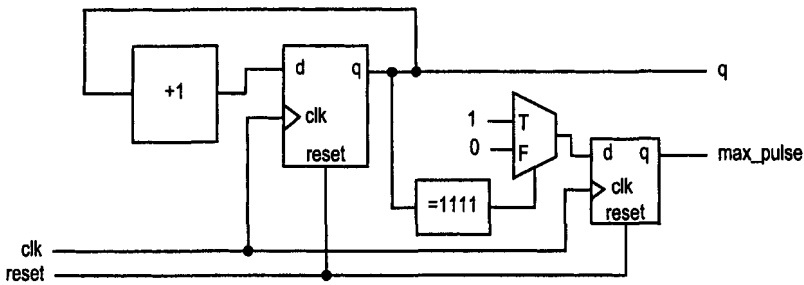 +1
d q
clk
reset
q
1 T
0 F
=1111
d q
clk
reset
max_pulse
clk
reset